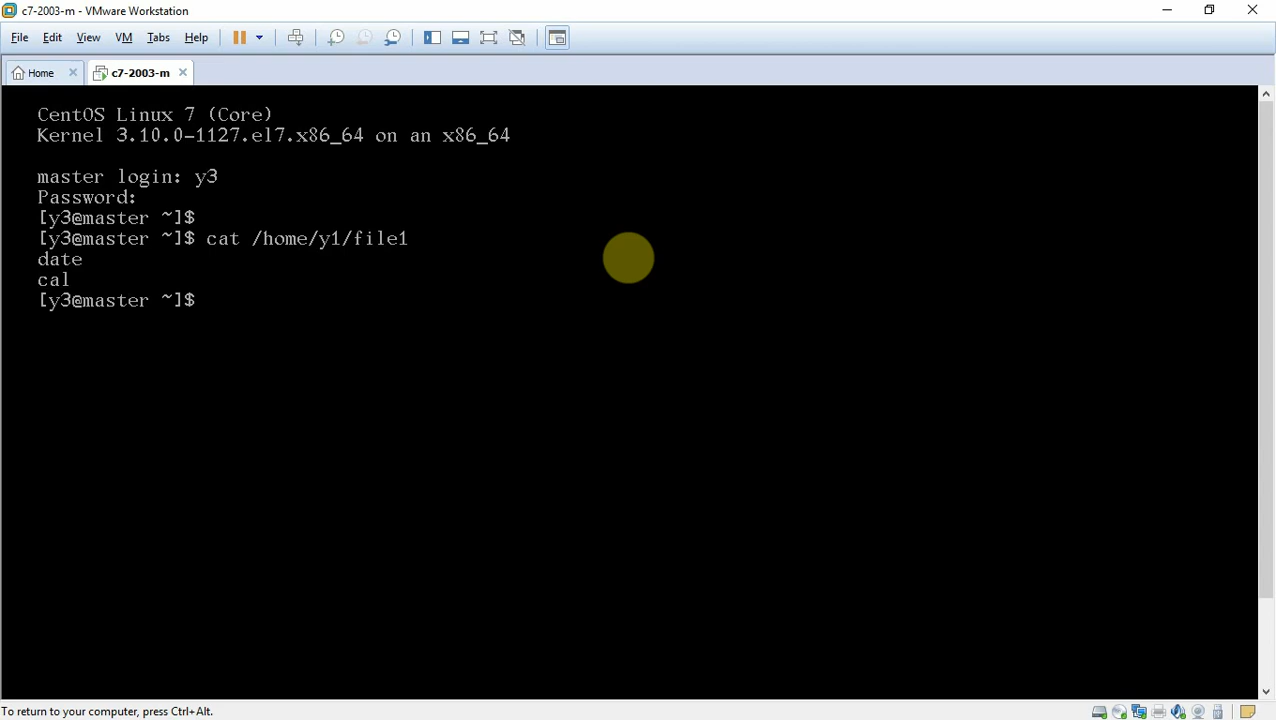 c7-2003-m - VMware Workstation
File Edit View VM Tabs Help
Home c7-2003-m
CentOS Linux 7 (Core)
Kernel 3.10.0-1127.el7.x86_64 on an x86_64
master login: y3
Password:
[y3@master ~]$
[y3@master ~]$ cat /home/y1/file1
date
cal
[y3@master ~]$
To return to your computer, press Ctrl+Alt.